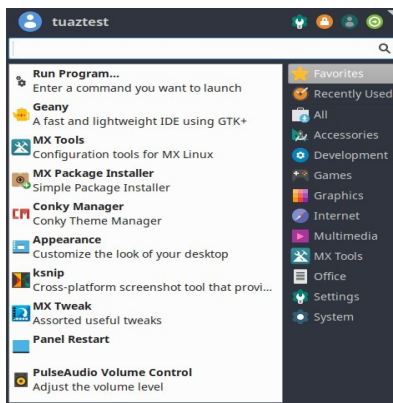 tuaztest
Run Program...
Enter a command you want to launch
Geany
A fast and lightweight IDE using GTK+
MX Tools
Configuration tools for MX Linux
MX Package Installer
Simple Package Installer
Conky Manager
Conky Theme Manager
Appearance
Customize the look of your desktop
ksnip
Cross-platform screenshot tool that provi...
MX Tweak
Assorted useful tweaks
Panel Restart
PulseAudio Volume Control
Adjust the volume level
Favorites
Recently Used
All
Accessories
Development
Games
Graphics
Internet
Multimedia
MX Tools
Office
Settings
System